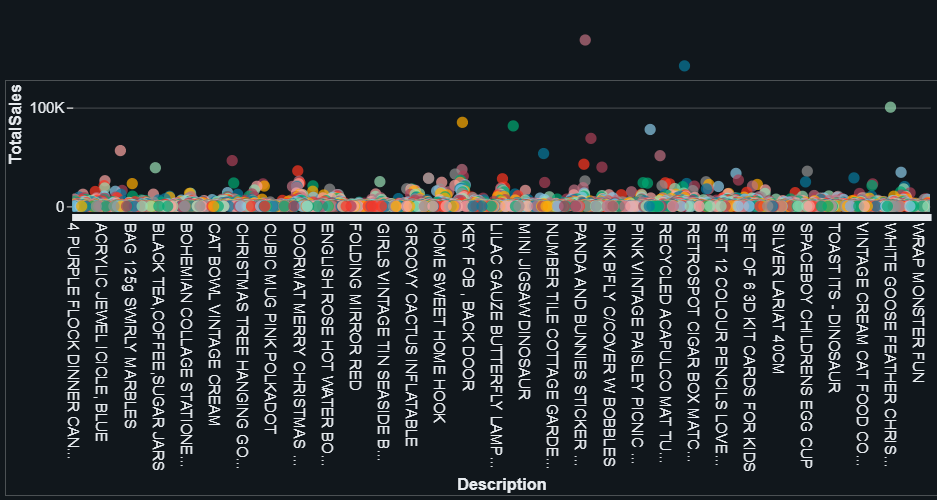 TotalSales
100K
0
4 PURPLE FLOCK DINNER CAN...
ACRYLIC JEWEL ICICLE, BLUE
BAG 125g SWIRLY MARBLES
BLACK TEA,COFFEE,SUGAR JARS
BOHEMIAN COLLAGE STATIONE...
CAT BOWL VINTAGE CREAM
CHRISTMAS TREE HANGING GO...
CUBIC MUG PINK POLKADOT
DOORMAT MERRY CHRISTMAS ...
ENGLISH ROSE HOT WATER BO...
FOLDING MIRROR RED
GIRLS VINTAGE TIN SEASIDE B...
GROOVY CACTUS INFLATABLE
HOME SWEET HOME HOOK
KEY FOB , BACK DOOR
LILAC GAUZE BUTTERFLY LAMP...
MINI JIGSAW DINOSAUR
NUMBER TILE COTTAGE GARDE...
PANDA AND BUNNIES STICKER ...
PINK BFLY C/COVER W BOBBLES
PINK VINTAGE PAISLEY PICNIC ...
RECYCLED ACAPULCO MAT TU...
RETROSPOT CIGAR BOX MATC...
SET 12 COLOUR PENCILS LOVE...
SET OF 6 3D KIT CARDS FOR KIDS
SILVER LARIAT 40CM
SPACEBOY CHILDRENS EGG CUP
TOAST ITS - DINOSAUR
VINTAGE CREAM CAT FOOD CO...
WHITE GOOSE FEATHER CHRIS...
WRAP MONSTER FUN
Description